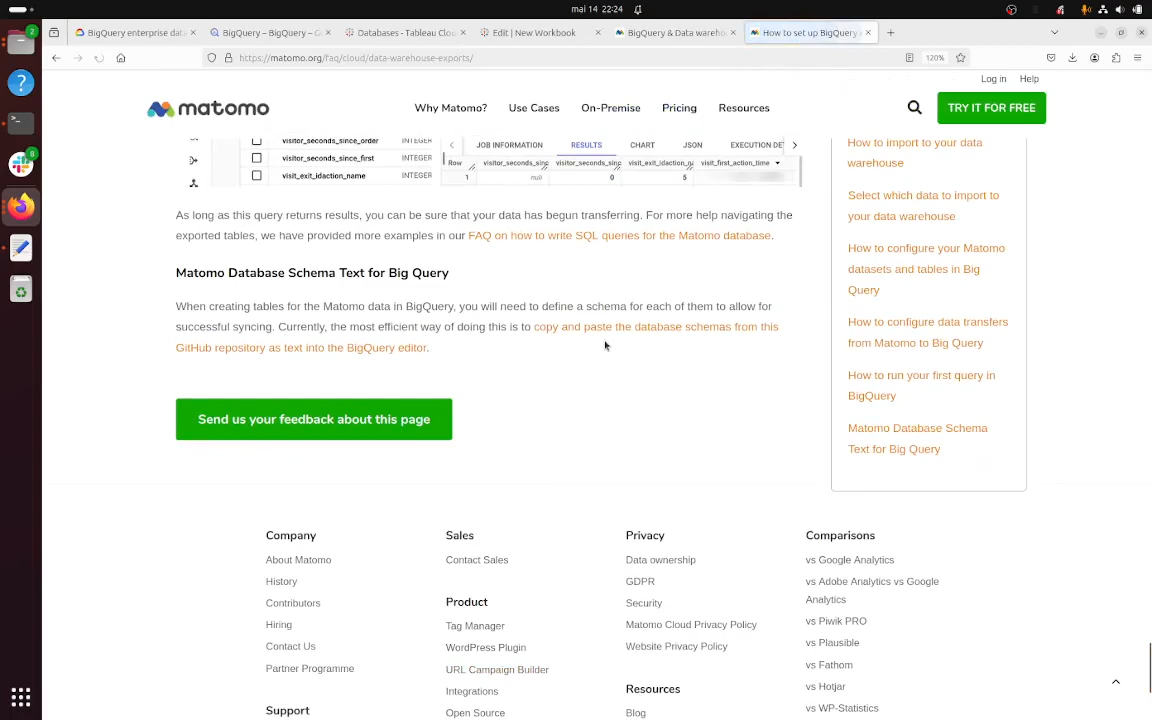 mai 14 22:24
BigQuery enterprise dat
BigQuery – BigQuery – G
Databases - Tableau Clo
Edit | New Workbook
BigQuery & Data wareho
How to set up BigQuery
https://matomo.org/faq/cloud/data-warehouse-exports/
120%
Log in Help
matomo
Why Matomo? Use Cases On-Premise Pricing Resources
TRY IT FOR FREE
visitor_seconds_since_order INTEGER
visitor_seconds_since_first INTEGER
visit_exit_idaction_name INTEGER
JOB INFORMATION RESULTS CHART JSON EXECUTION DE
Row visitor_seconds_sinc visitor_seconds_sinc visit_exit_idaction_na visit_first_action_time
1 null 0 5
As long as this query returns results, you can be sure that your data has begun transferring. For more help navigating the
exported tables, we have provided more examples in our FAQ on how to write SQL queries for the Matomo database.
Matomo Database Schema Text for Big Query
When creating tables for the Matomo data in BigQuery, you will need to define a schema for each of them to allow for
successful syncing. Currently, the most efficient way of doing this is to copy and paste the database schemas from this
GitHub repository as text into the BigQuery editor.
Send us your feedback about this page
How to import to your data
warehouse
Select which data to import to
your data warehouse
How to configure your Matomo
datasets and tables in Big
Query
How to configure data transfers
from Matomo to Big Query
How to run your first query in
BigQuery
Matomo Database Schema
Text for Big Query
Company
About Matomo
History
Contributors
Hiring
Contact Us
Partner Programme
Support
Sales
Contact Sales
Product
Tag Manager
WordPress Plugin
URL Campaign Builder
Integrations
Open Source
Privacy
Data ownership
GDPR
Security
Matomo Cloud Privacy Policy
Website Privacy Policy
Resources
Blog
Comparisons
vs Google Analytics
vs Adobe Analytics vs Google
Analytics
vs Piwik PRO
vs Plausible
vs Fathom
vs Hotjar
vs WP-Statistics
2
8